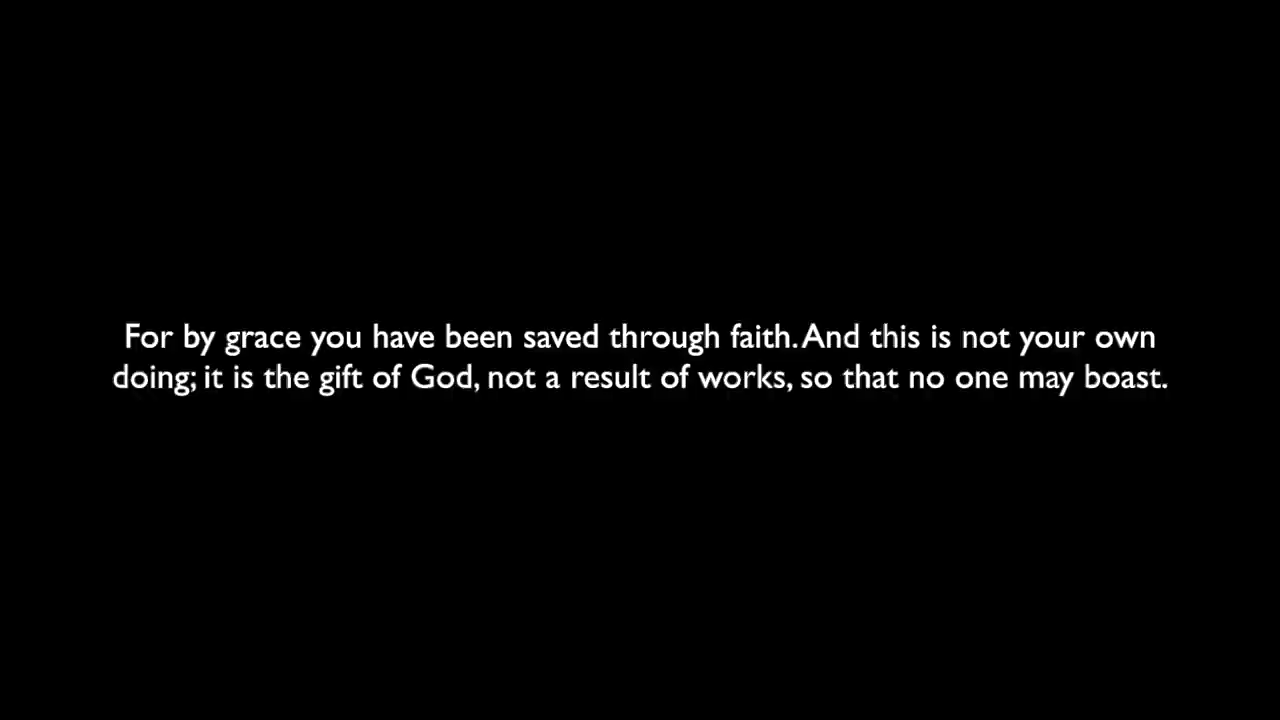 For by grace you have been saved through faith. And this is not your own
doing; it is the gift of God, not a result of works, so that no one may boast.